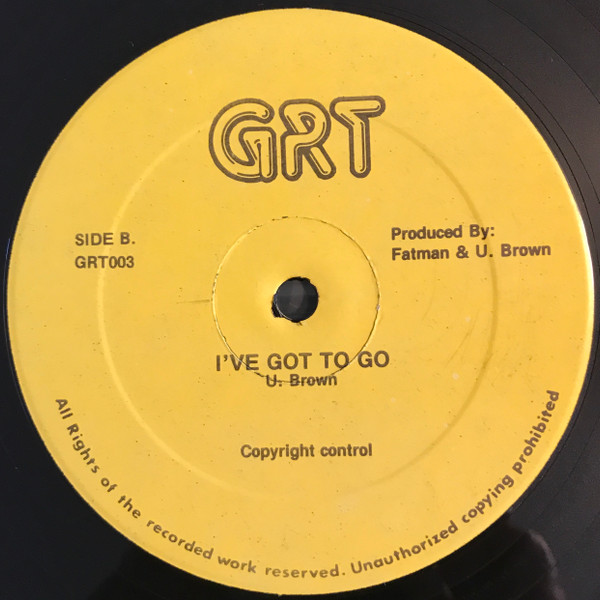 GRT
SIDE B.
GRT003
Produced By:
Fatman & U. Brown
I'VE GOT TO GO
U. Brown
Copyright control
All Rights of the recorded work reserved. Unauthorized copying prohibited